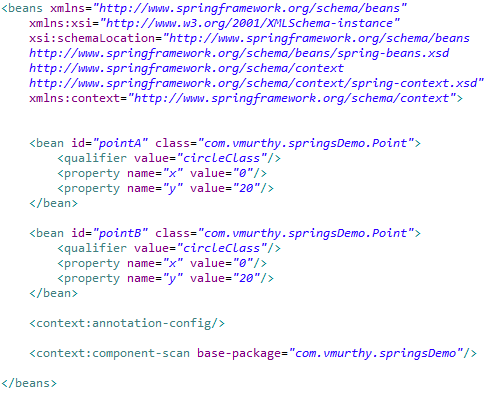 <beans xmlns="http://www.springframework.org/schema/beans"
xmlns:xsi="http://www.w3.org/2001/XMLSchema-instance"
xsi:schemaLocation="http://www.springframework.org/schema/beans
http://www.springframework.org/schema/beans/spring-beans.xsd
http://www.springframework.org/schema/context
http://www.springframework.org/schema/context/spring-context.xsd"
xmlns:context="http://www.springframework.org/schema/context">
<bean id="pointA" class="com.vmurthy.springsDemo.Point">
<qualifier value="circleClass"/>
<property name="x" value="0"/>
<property name="y" value="20"/>
</bean>
<bean id="pointB" class="com.vmurthy.springsDemo.Point">
<qualifier value="circleClass"/>
<property name="x" value="0"/>
<property name="y" value="20"/>
</bean>
<context:annotation-config/>
<context:component-scan base-package="com.vmurthy.springsDemo"/>
</beans>